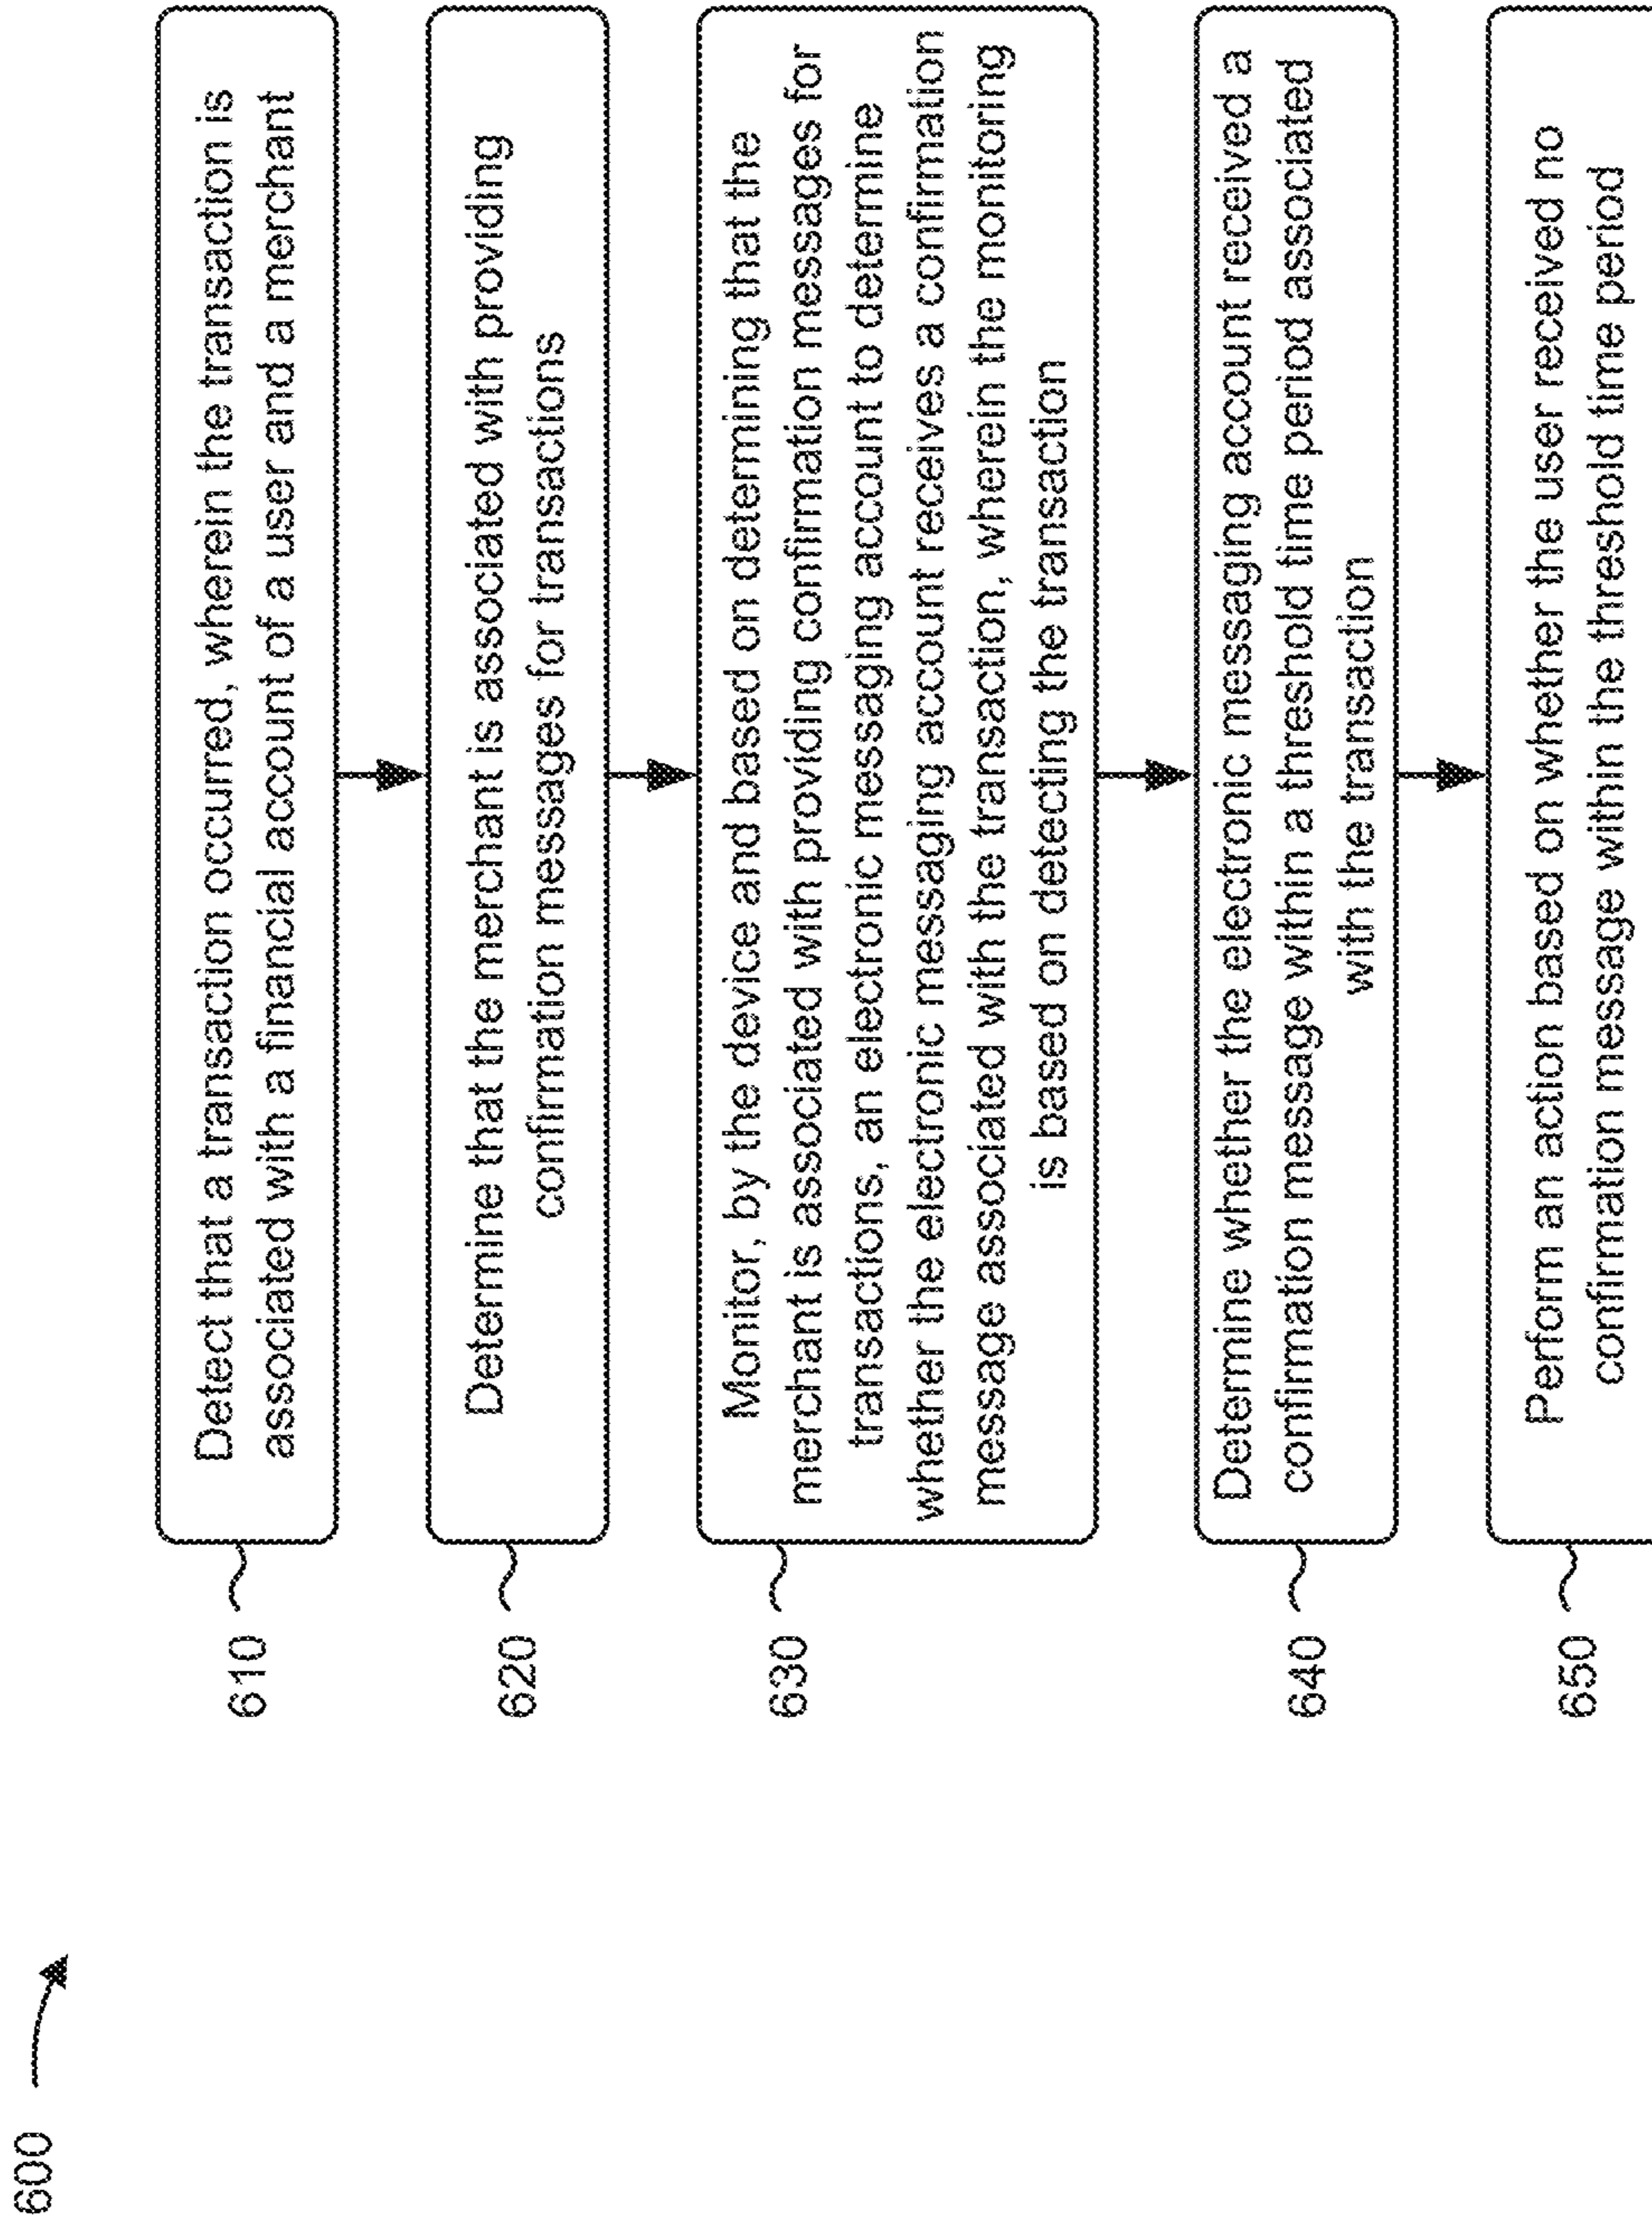 600
610
Detect that a transaction occurred, wherein the transaction is
associated with a financial account of a user and a merchant
620
Determine that the merchant is associated with providing
confirmation messages for transactions
630
Monitor, by the device and based on determining that the
merchant is associated with providing confirmation messages for
transactions, an electronic messaging account to determine
whether the electronic messaging account receives a confirmation
message associated with the transaction, wherein the monitoring
is based on detecting the transaction
640
Determine whether the electronic messaging account received a
confirmation message within a threshold time period associated
with the transaction
650
Perform an action based on whether the user received no
confirmation message within the threshold time period